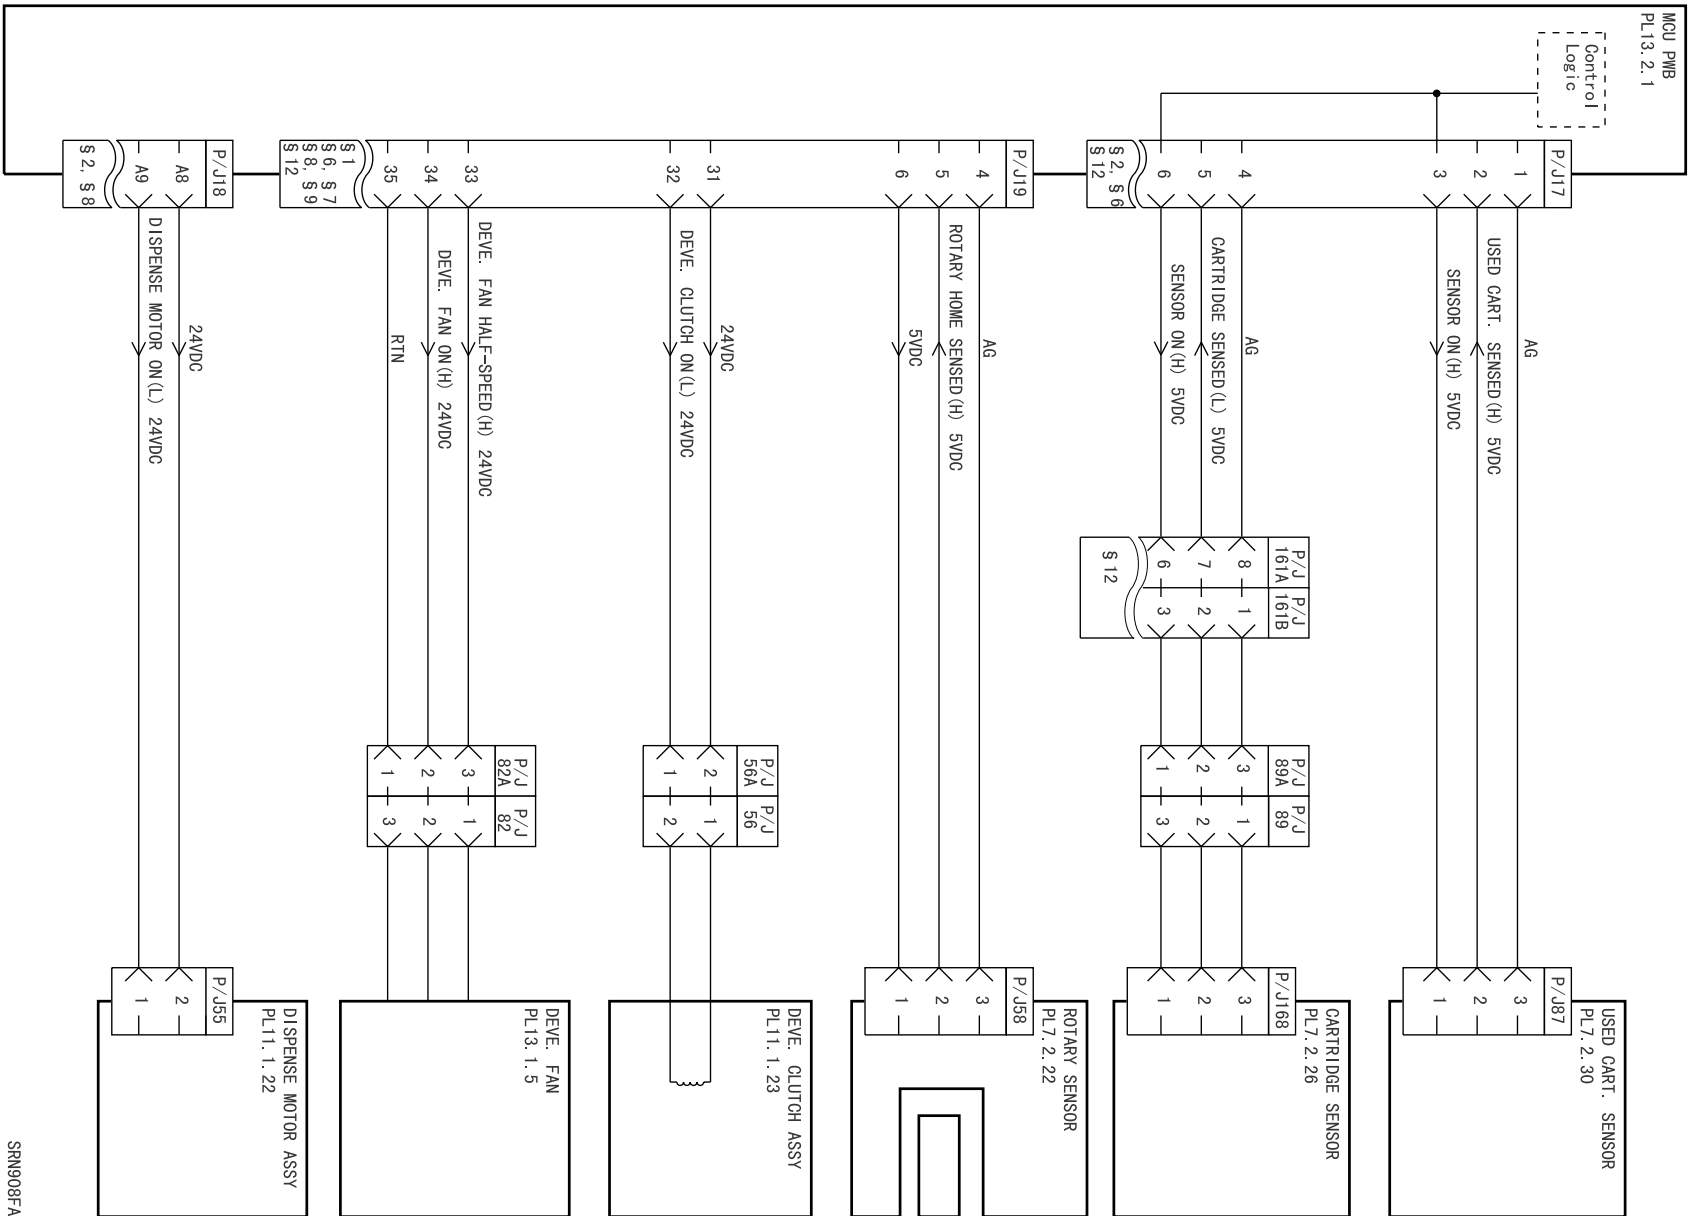 MCU PWB
PL13. 2. 1
Control
Logic
P/J17
1
2
3
4
5
6
§ 2, § 6
§ 12
AG
USED CART. SENSED(H) 5VDC
SENSOR ON(H) 5VDC
P/J87
3
2
1
USED CART. SENSOR
PL7. 2. 30
AG
CARTRIDGE SENSED(L) 5VDC
SENSOR ON(H) 5VDC
P/J
161A
8
7
6
P/J
161B
1
2
3
§ 12
P/J
89A
3
2
1
P/J
89
1
2
3
P/J168
3
2
1
CARTRIDGE SENSOR
PL7. 2. 26
P/J19
4
5
6
31
32
33
34
35
§ 1
§ 6, § 7
§ 8, § 9
§ 12
AG
ROTARY HOME SENSED(H) 5VDC
5VDC
P/J58
3
2
1
ROTARY SENSOR
PL7. 2. 22
24VDC
DEVE. CLUTCH ON(L) 24VDC
P/J
56A
2
1
P/J
56
1
2
DEVE. CLUTCH ASSY
PL11. 1. 23
DEVE. FAN HALF-SPEED(H) 24VDC
DEVE. FAN ON(H) 24VDC
RTN
P/J
82A
3
2
1
P/J
82
1
2
3
DEVE. FAN
PL13. 1. 5
P/J18
A8
A9
§ 2, § 8
24VDC
DISPENSE MOTOR ON(L) 24VDC
P/J55
2
1
DISPENSE MOTOR ASSY
PL11. 1. 22
SRN908FA